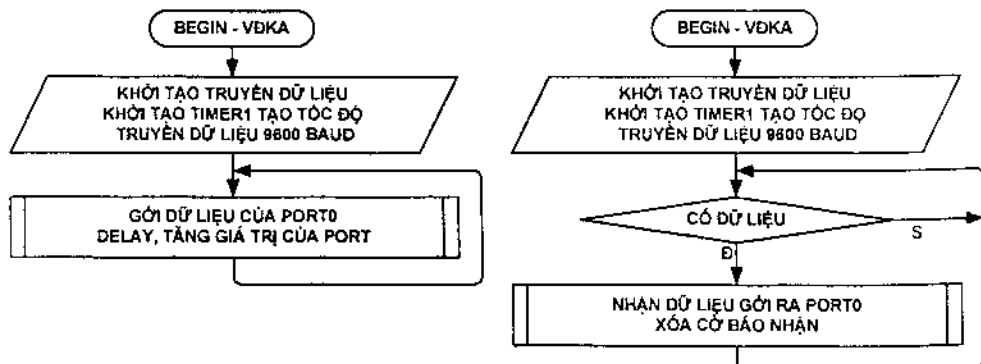 BEGIN - VĐKA
KHỞI TẠO TRUYỀN DỮ LIỆU
KHỞI TẠO TIMER1 TẠO TỐC ĐỘ
TRUYỀN DỮ LIỆU 9600 BAUD
GỞI DỮ LIỆU CỦA PORT0
DELAY, TĂNG GIÁ TRỊ CỦA PORT
BEGIN - VĐKA
KHỞI TẠO TRUYỀN DỮ LIỆU
KHỞI TẠO TIMER1 TẠO TỐC ĐỘ
TRUYỀN DỮ LIỆU 9600 BAUD
CÓ DỮ LIỆU
S
Đ
NHẬN DỮ LIỆU GỞI RA PORT0
XÓA CỜ BÁO NHẬN